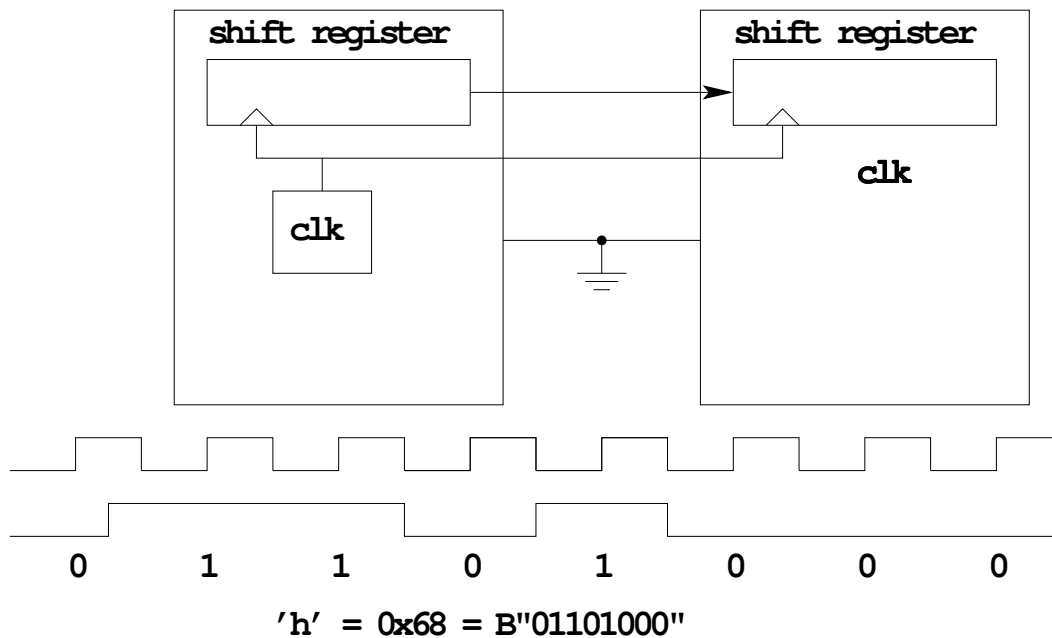 shift register shift register
clk
clk
0 1 1 0 1 0 0 0
’h’ = 0x68 = B"01101000"